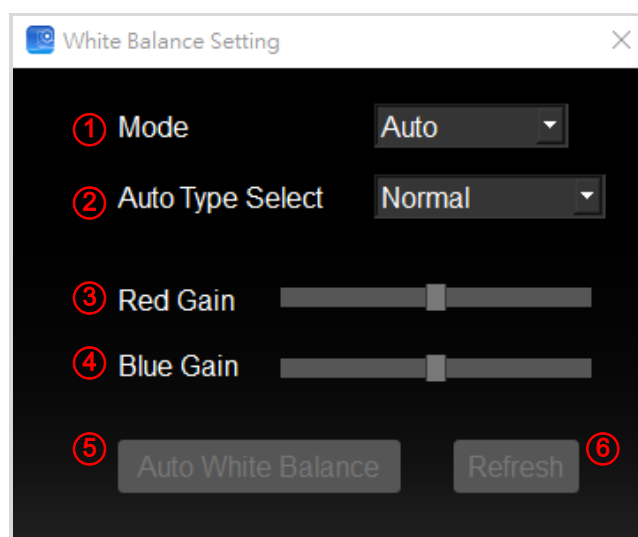 White Balance Setting
① Mode Auto
② Auto Type Select Normal
③ Red Gain
④ Blue Gain
⑤ Auto White Balance Refresh ⑥